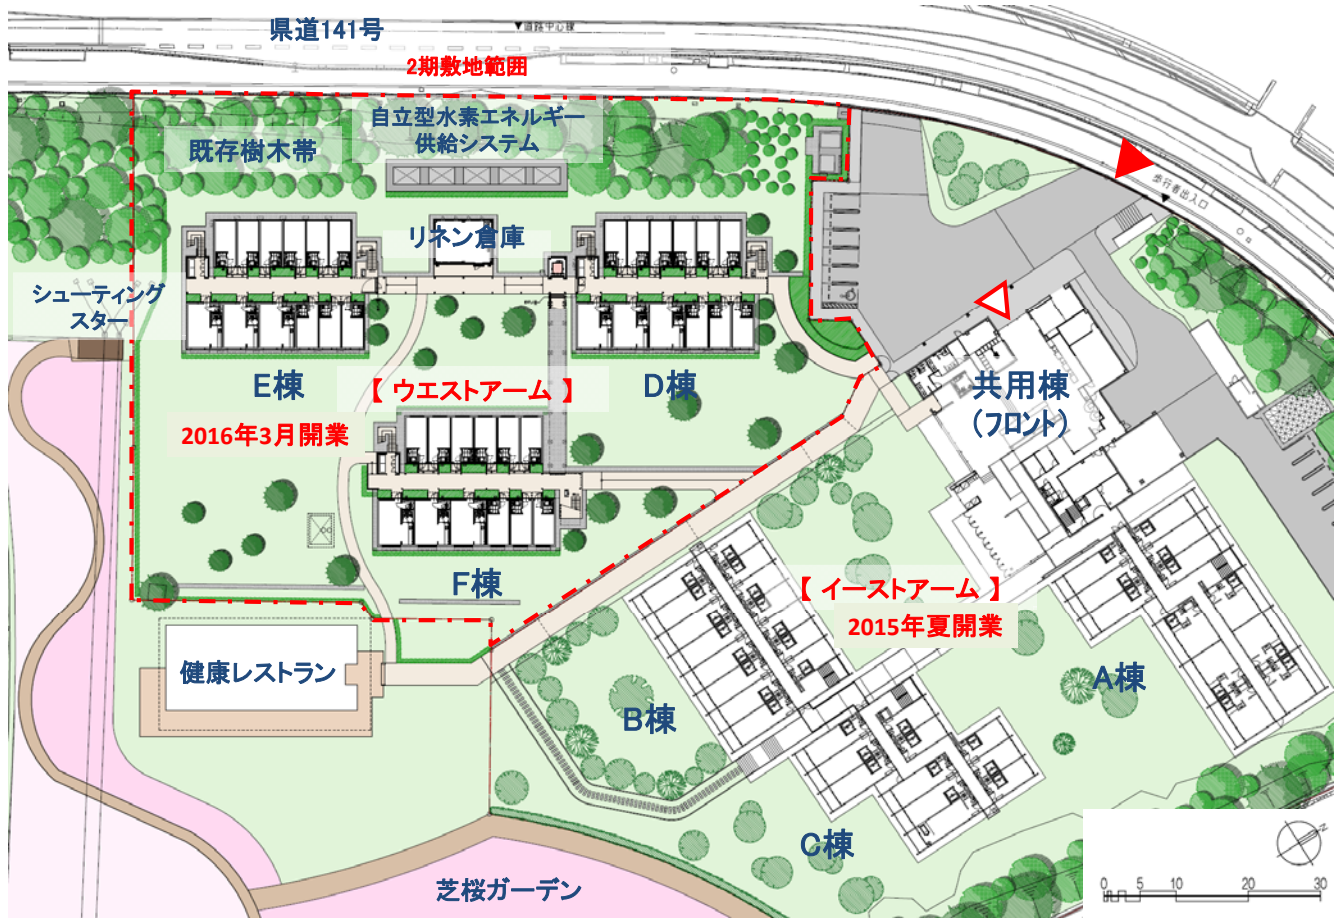 県道141号
▼道路中心線
2期敷地範囲
自立型水素エネルギー
供給システム
既存樹木帯
歩行者出入口
リネン倉庫
シューティング
スター
E棟
【 ウエストアーム 】
D棟
共用棟
（フロント）
2016年3月開業
F棟
【 イーストアーム 】
2015年夏開業
健康レストラン
A棟
B棟
C棟
芝桜ガーデン
N
0 5 10 20 30